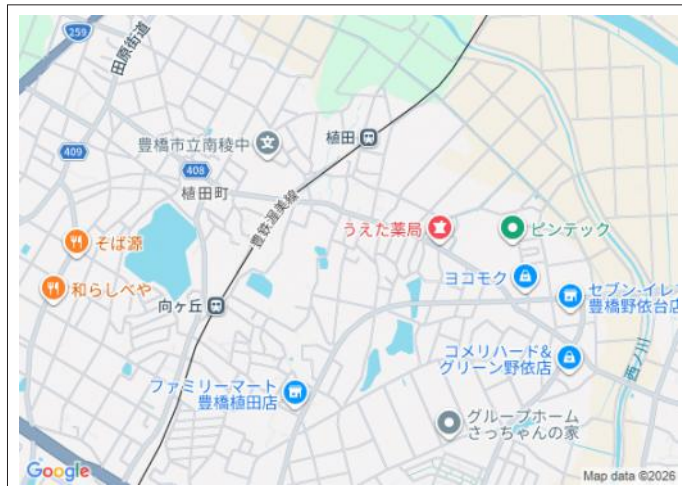 259
田原街道
豊橋市立南稜中
植田
409
408
植田町
豊鉄渥美線
うえた薬局
ピンテック
そば源
ヨコモク
和らしべや
セブン-イレ
豊橋野依台店
向ヶ丘
コメリハード&
グリーン野依店
西ノ川
ファミリーマート
豊橋植田店
グループホーム
さっちゃんの家
Google
Map data ©2026